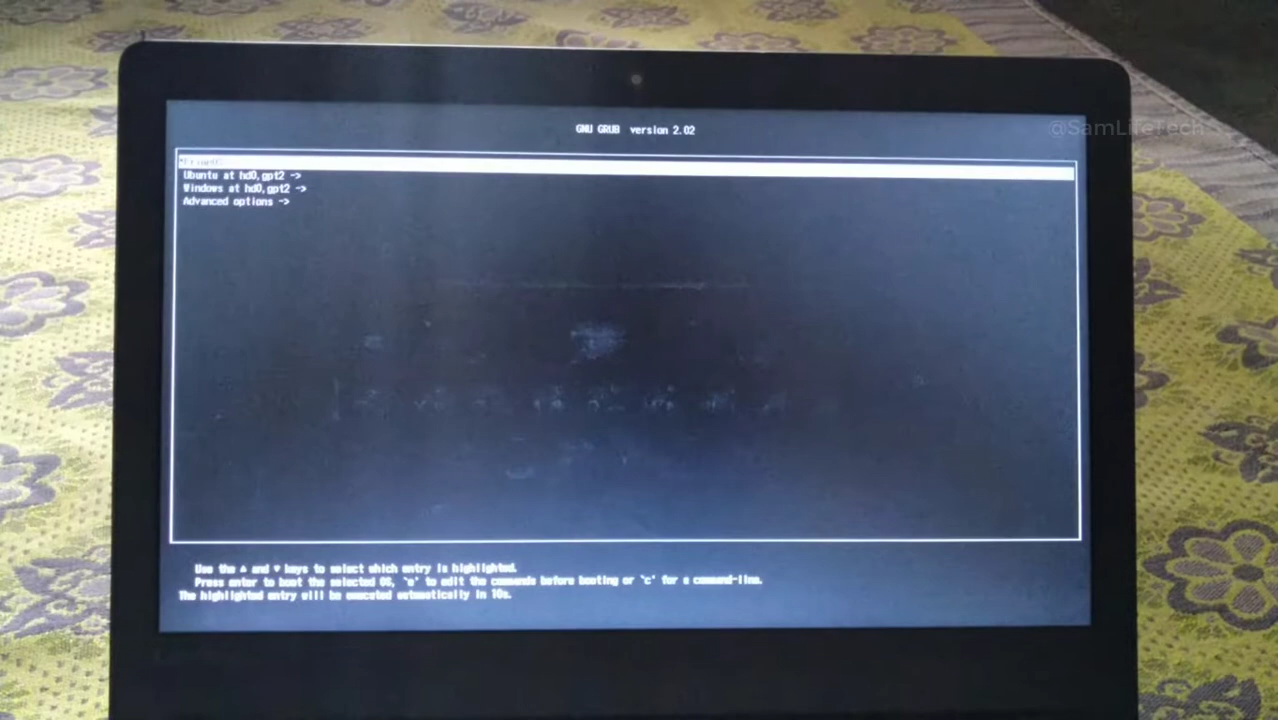 GNU GRUB version 2.02
@SamLifeTech
Ubuntu at hd0,gpt2 ->
Windows at hd0,gpt2 ->
Advanced options ->
Use the ▲ and ▼ keys to select which entry is highlighted.
Press enter to boot the selected OS, `e' to edit the commands before booting or `c' for a command-line.
The highlighted entry will be executed automatically in 10s.